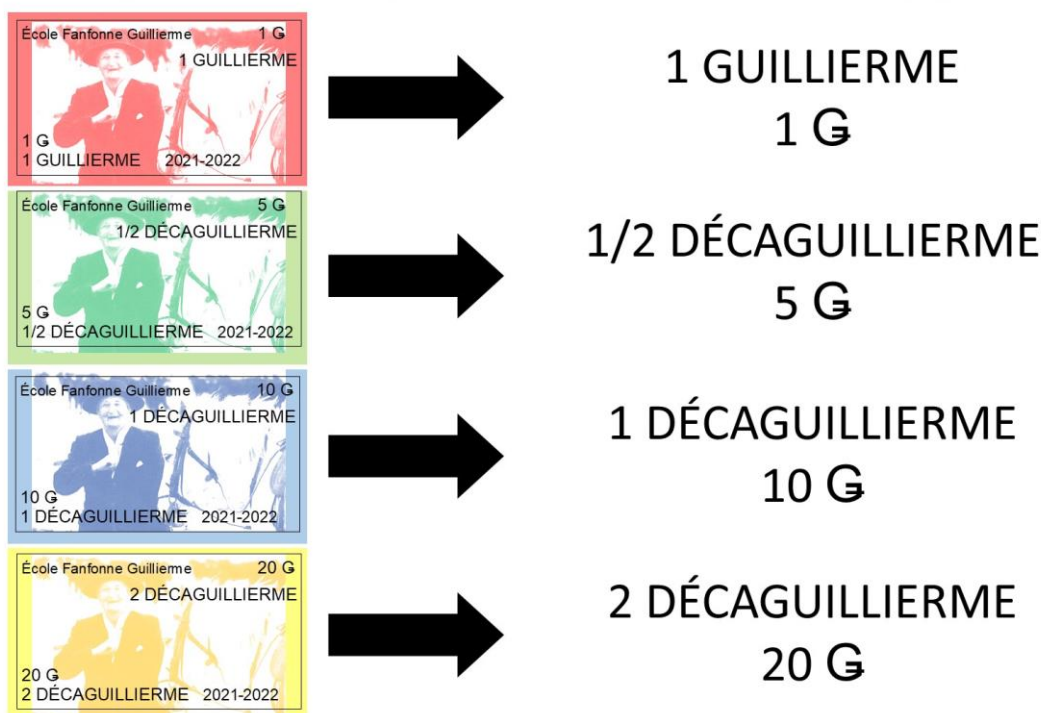 École Fanfonne Guillierme 1 G
1 GUILLIERME
1 G
1 GUILLIERME 2021-2022
1 GUILLIERME
1 G
École Fanfonne Guillierme 5 G
1/2 DÉCAGUILLIERME
5 G
1/2 DÉCAGUILLIERME 2021-2022
1/2 DÉCAGUILLIERME
5 G
École Fanfonne Guillierme 10 G
1 DÉCAGUILLIERME
10 G
1 DÉCAGUILLIERME 2021-2022
1 DÉCAGUILLIERME
10 G
École Fanfonne Guillierme 20 G
2 DÉCAGUILLIERME
20 G
2 DÉCAGUILLIERME 2021-2022
2 DÉCAGUILLIERME
20 G